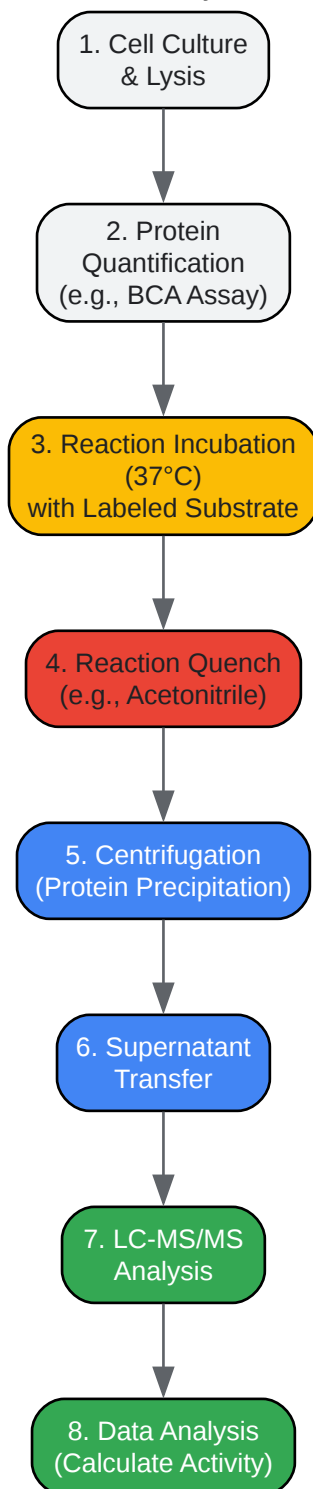 1. Cell Culture
& Lysis
2. Protein
Quantification
(e.g., BCA Assay)
3. Reaction Incubation
(37°C)
with Labeled Substrate
4. Reaction Quench
(e.g., Acetonitrile)
5. Centrifugation
(Protein Precipitation)
6. Supernatant
Transfer
7. LC-MS/MS
Analysis
8. Data Analysis
(Calculate Activity)